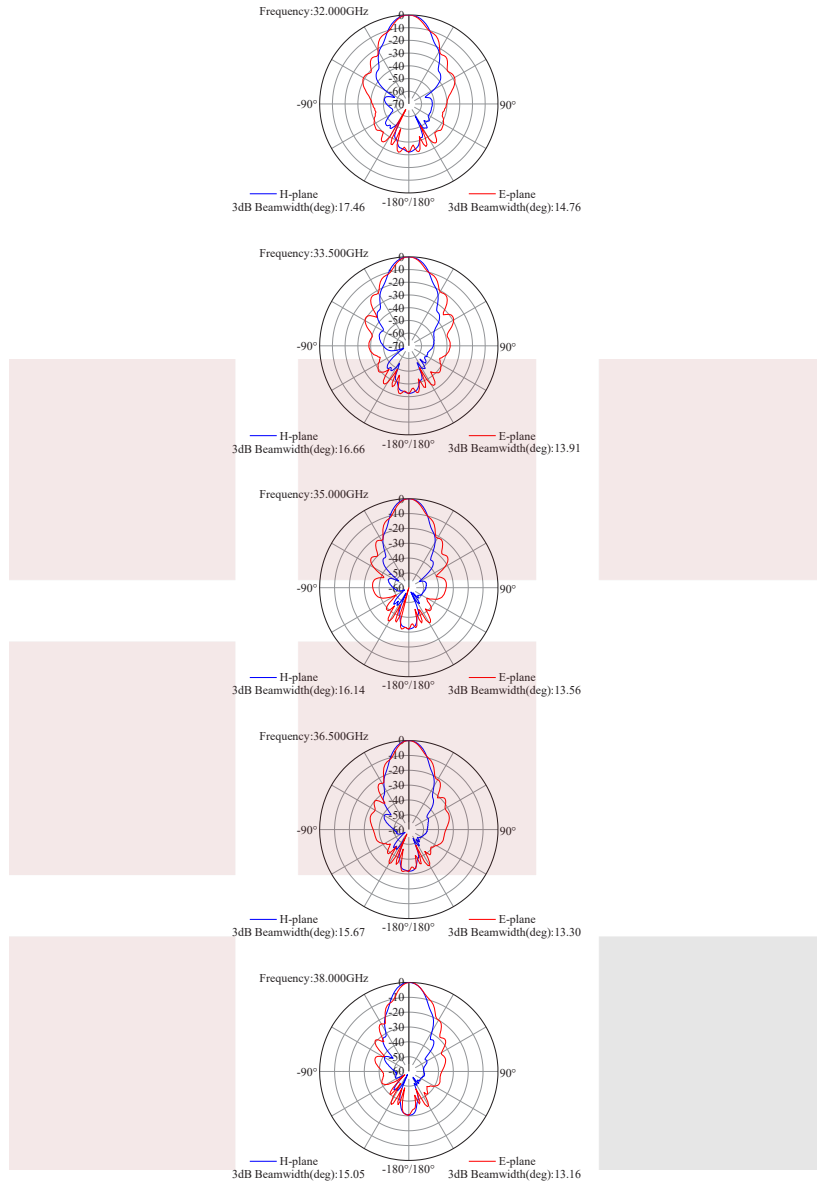 Frequency:32.000GHz
0
-10
-20
-30
-40
-50
-60
-70
-90°
90°
-180°/180°
H-plane
E-plane
3dB Beamwidth(deg):17.46
3dB Beamwidth(deg):14.76
Frequency:33.500GHz
0
-10
-20
-30
-40
-50
-60
-70
-90°
90°
-180°/180°
H-plane
E-plane
3dB Beamwidth(deg):16.66
3dB Beamwidth(deg):13.91
Frequency:35.000GHz
0
-10
-20
-30
-40
-50
-60
-90°
90°
-180°/180°
H-plane
E-plane
3dB Beamwidth(deg):16.14
3dB Beamwidth(deg):13.56
Frequency:36.500GHz
0
-10
-20
-30
-40
-50
-60
-90°
90°
-180°/180°
H-plane
E-plane
3dB Beamwidth(deg):15.67
3dB Beamwidth(deg):13.30
Frequency:38.000GHz
0
-10
-20
-30
-40
-50
-60
-90°
90°
-180°/180°
H-plane
E-plane
3dB Beamwidth(deg):15.05
3dB Beamwidth(deg):13.16